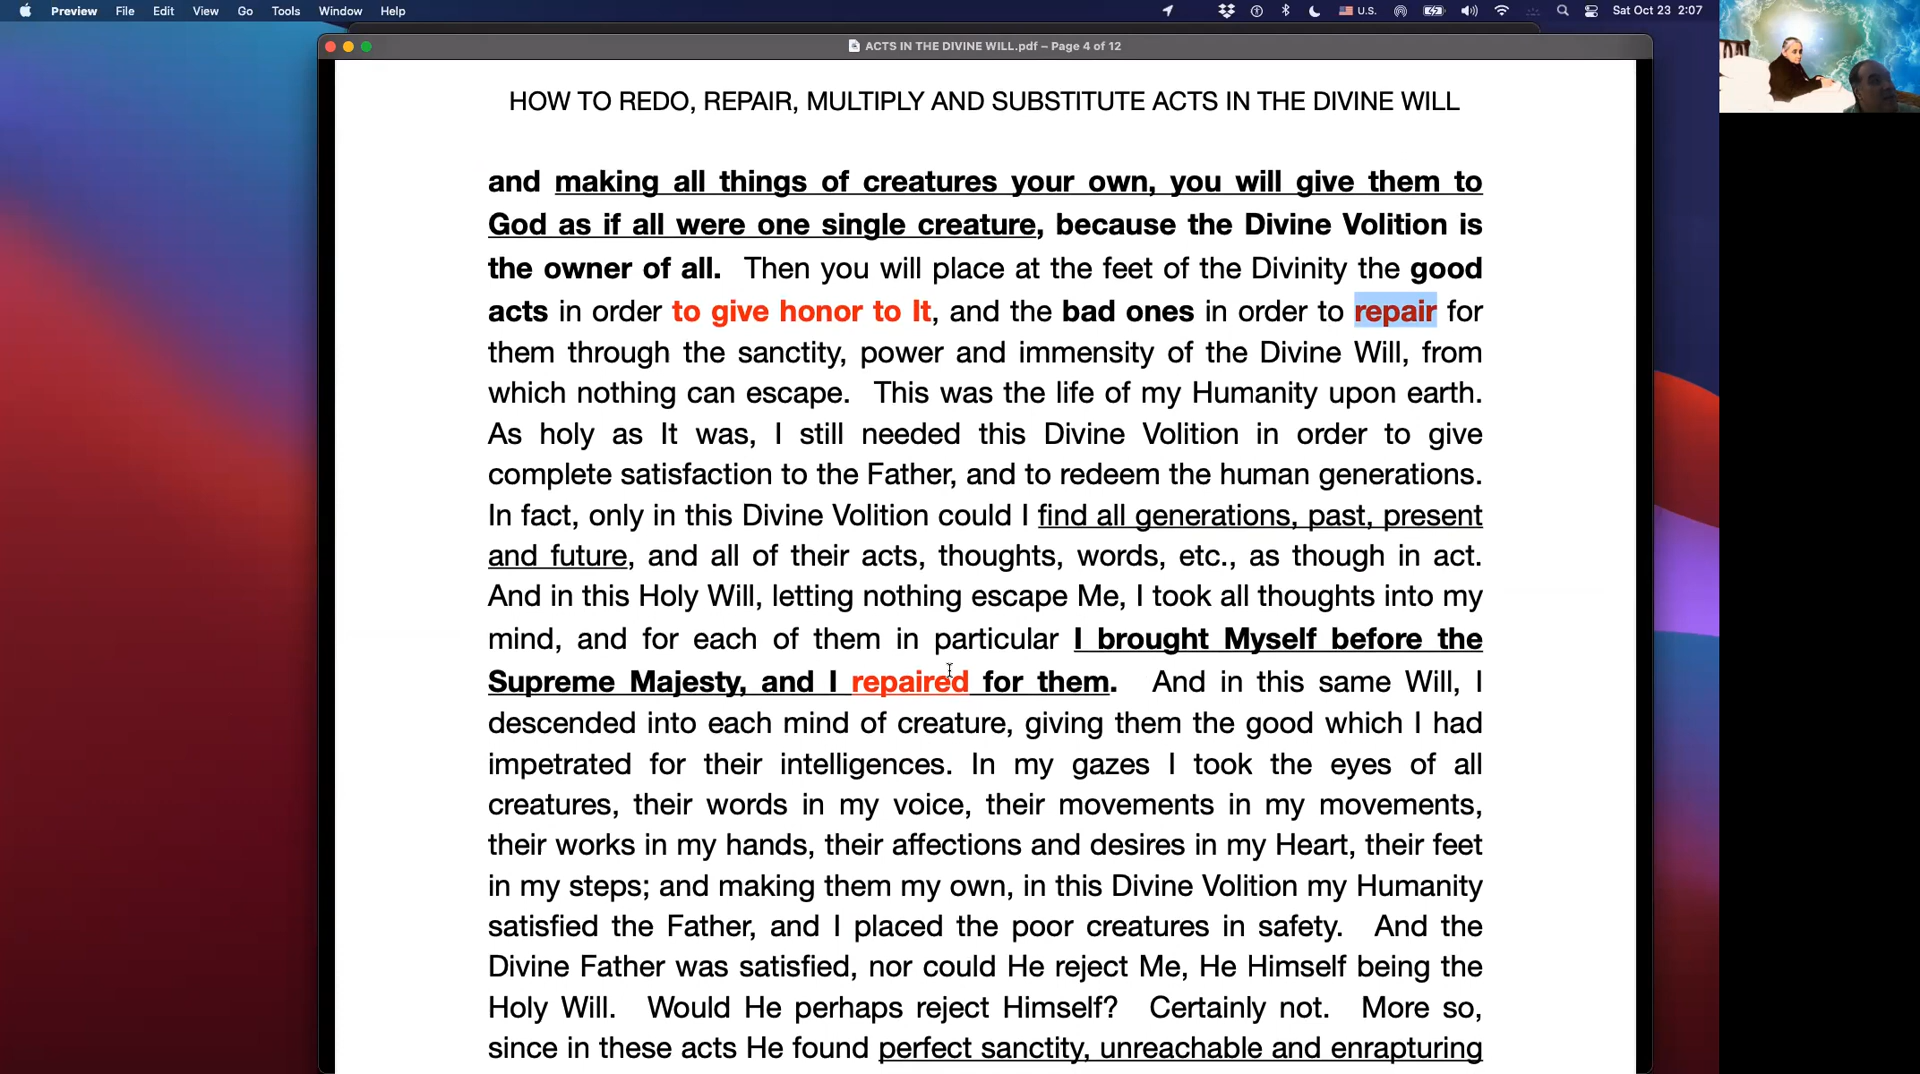 Preview File Edit View Go Tools Window Help U.S. Sat Oct 23 2:07
ACTS IN THE DIVINE WILL.pdf – Page 4 of 12
HOW TO REDO, REPAIR, MULTIPLY AND SUBSTITUTE ACTS IN THE DIVINE WILL
and making all things of creatures your own, you will give them to
God as if all were one single creature, because the Divine Volition is
the owner of all. Then you will place at the feet of the Divinity the good
acts in order to give honor to It, and the bad ones in order to repair for
them through the sanctity, power and immensity of the Divine Will, from
which nothing can escape. This was the life of my Humanity upon earth.
As holy as It was, I still needed this Divine Volition in order to give
complete satisfaction to the Father, and to redeem the human generations.
In fact, only in this Divine Volition could I find all generations, past, present
and future, and all of their acts, thoughts, words, etc., as though in act.
And in this Holy Will, letting nothing escape Me, I took all thoughts into my
mind, and for each of them in particular I brought Myself before the
Supreme Majesty, and I repaired for them. And in this same Will, I
descended into each mind of creature, giving them the good which I had
impetrated for their intelligences. In my gazes I took the eyes of all
creatures, their words in my voice, their movements in my movements,
their works in my hands, their affections and desires in my Heart, their feet
in my steps; and making them my own, in this Divine Volition my Humanity
satisfied the Father, and I placed the poor creatures in safety. And the
Divine Father was satisfied, nor could He reject Me, He Himself being the
Holy Will. Would He perhaps reject Himself? Certainly not. More so,
since in these acts He found perfect sanctity, unreachable and enrapturing